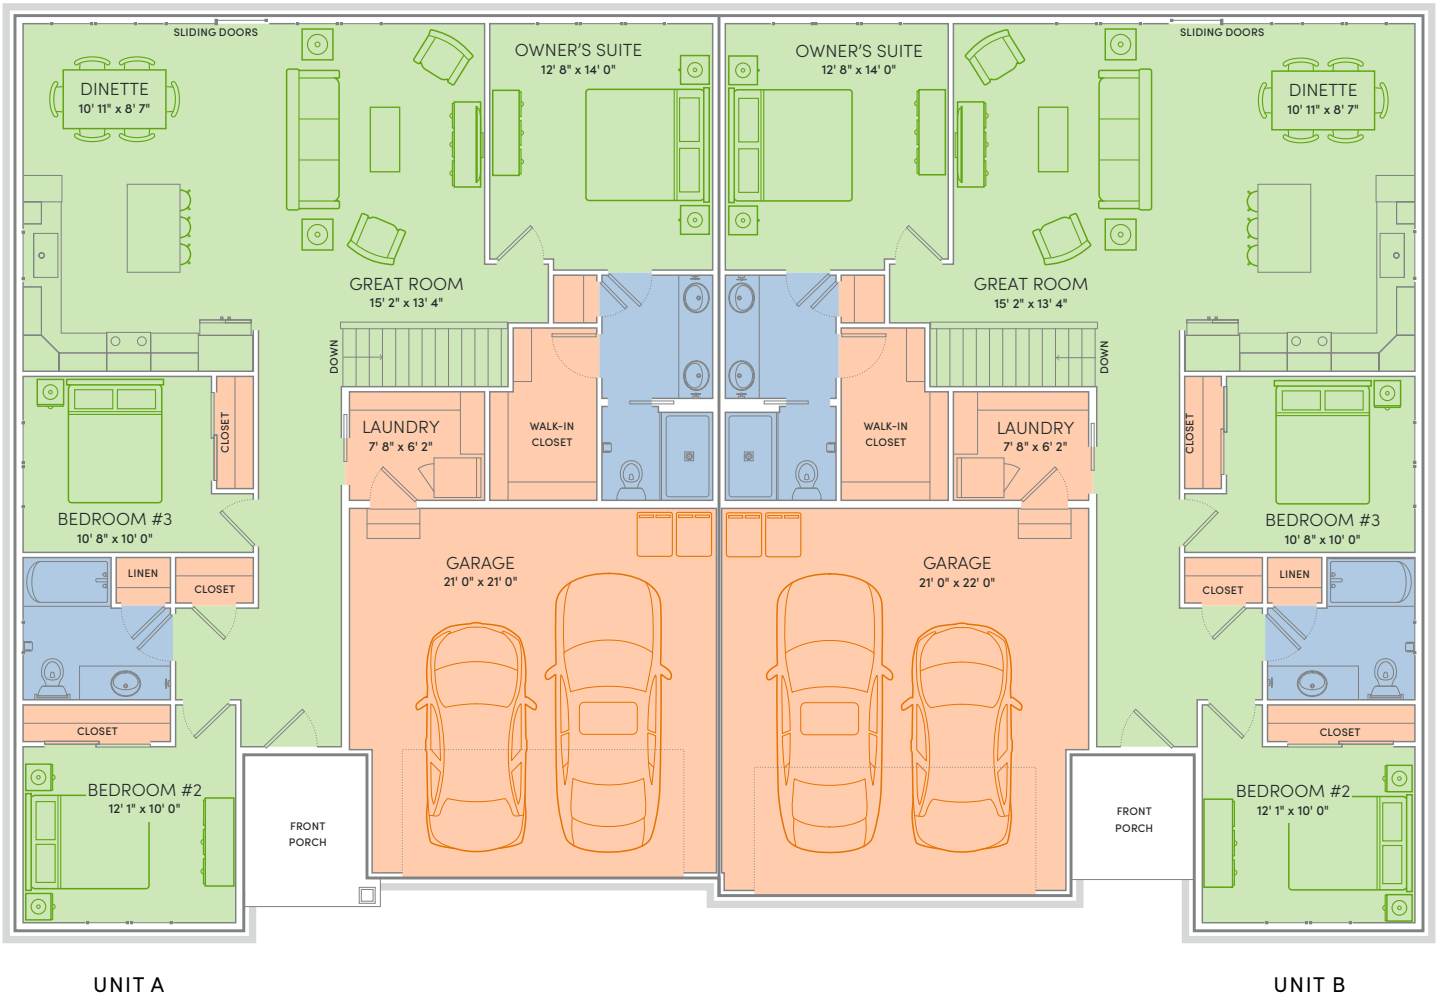 SLIDING DOORS
DINETTE
10' 11" x 8' 7"
OWNER'S SUITE
12' 8" x 14' 0"
GREAT ROOM
15' 2" x 13' 4"
DOWN
LAUNDRY
7' 8" x 6' 2"
WALK-IN
CLOSET
CLOSET
BEDROOM #3
10' 8" x 10' 0"
LINEN
CLOSET
GARAGE
21' 0" x 21' 0"
CLOSET
BEDROOM #2
12' 1" x 10' 0"
FRONT
PORCH
UNIT A
SLIDING DOORS
OWNER'S SUITE
12' 8" x 14' 0"
DINETTE
10' 11" x 8' 7"
GREAT ROOM
15' 2" x 13' 4"
DOWN
WALK-IN
CLOSET
LAUNDRY
7' 8" x 6' 2"
CLOSET
BEDROOM #3
10' 8" x 10' 0"
GARAGE
21' 0" x 22' 0"
CLOSET
LINEN
CLOSET
BEDROOM #2
12' 1" x 10' 0"
FRONT
PORCH
UNIT B